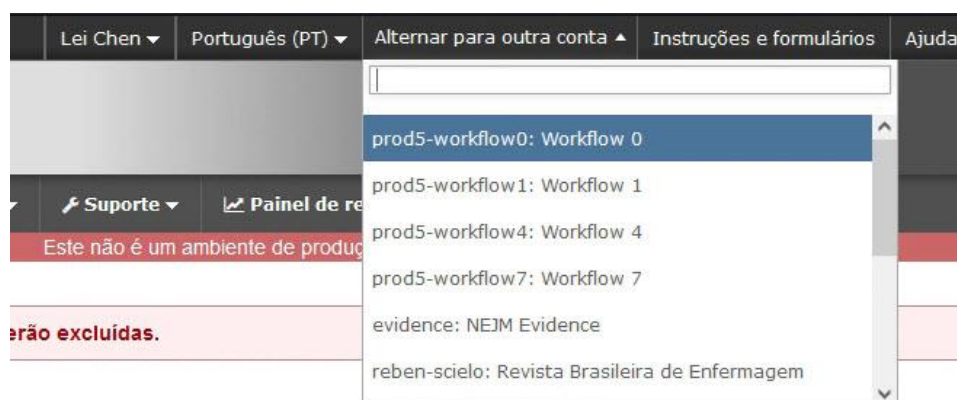 Lei Chen Português (PT) Alternar para outra conta Instruções e formulários Ajuda
prod5-workflow0: Workflow 0
prod5-workflow1: Workflow 1
Suporte Painel de re
prod5-workflow4: Workflow 4
Este não é um ambiente de produç
prod5-workflow7: Workflow 7
evidence: NEJM Evidence
erão excluídas.
reben-scielo: Revista Brasileira de Enfermagem